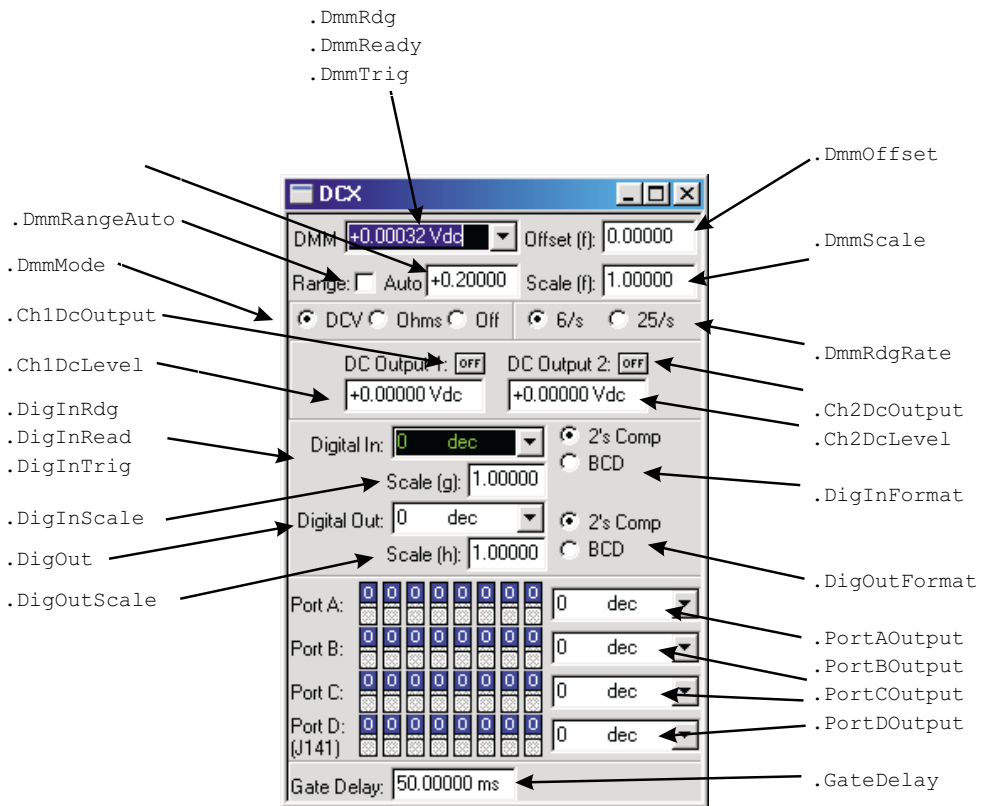 .DmmRdg
.DmmReady
.DmmTrig
.DmmOffset
.DmmRangeAuto
.DmmScale
.DmmMode
.Ch1DcOutput
.DmmRdgRate
.Ch1DcLevel
.Ch2DcOutput
.Ch2DcLevel
.DigInRdg
.DigInRead
.DigInTrig
.DigInFormat
.DigInScale
.DigOut
.DigOutFormat
.DigOutScale
.PortAOutput
.PortBOutput
.PortCOutput
.PortDOutput
.GateDelay
DCX
DMM +0.00032 Vdc Offset (f): 0.00000
Range: Auto +0.20000 Scale (f): 1.00000
DCV Ohms Off 6/s 25/s
DC Output 1: OFF DC Output 2: OFF
+0.00000 Vdc +0.00000 Vdc
Digital In: 0 dec 2's Comp
BCD
Scale (g): 1.00000
Digital Out: 0 dec 2's Comp
BCD
Scale (h): 1.00000
Port A: 0 0 0 0 0 0 0 0 0 dec
Port B: 0 0 0 0 0 0 0 0 0 dec
Port C: 0 0 0 0 0 0 0 0 0 dec
Port D: 0 0 0 0 0 0 0 0 0 dec
(J141)
Gate Delay: 50.00000 ms